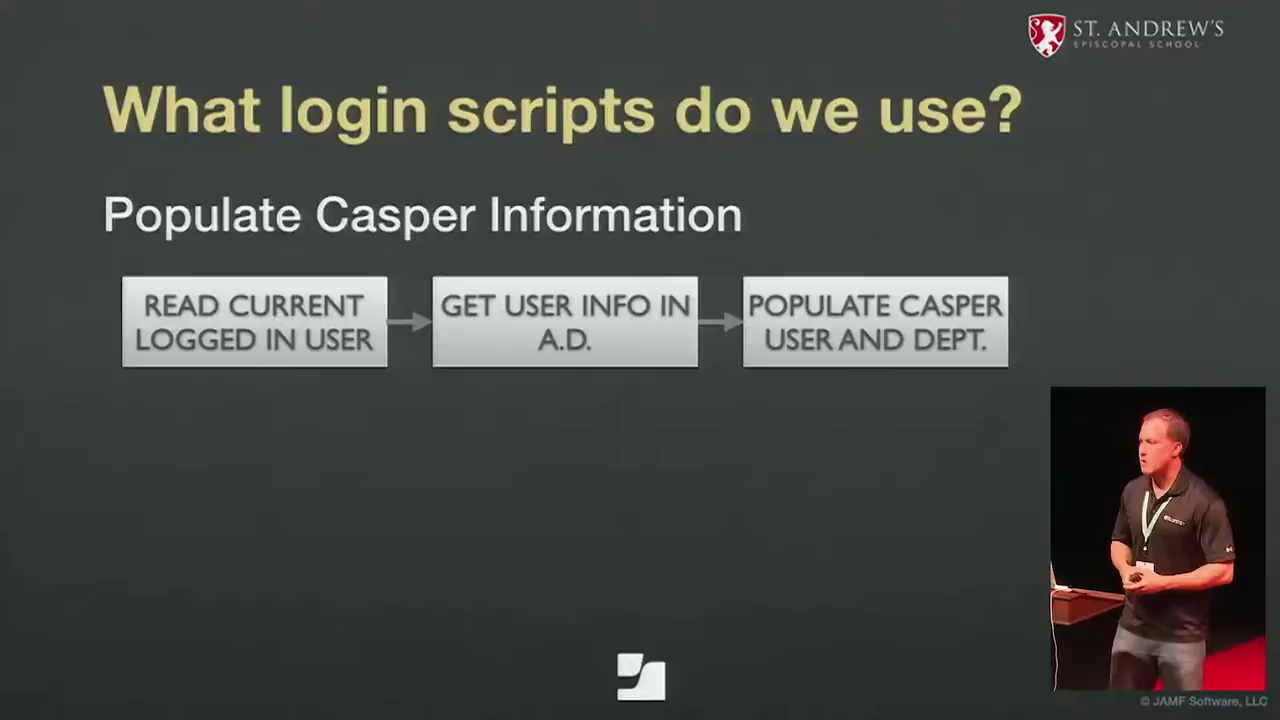 ST. ANDREW'S
EPISCOPAL SCHOOL
What login scripts do we use?
Populate Casper Information
READ CURRENT
LOGGED IN USER
GET USER INFO IN
A.D.
POPULATE CASPER
USER AND DEPT.
© JAMF Software, LLC